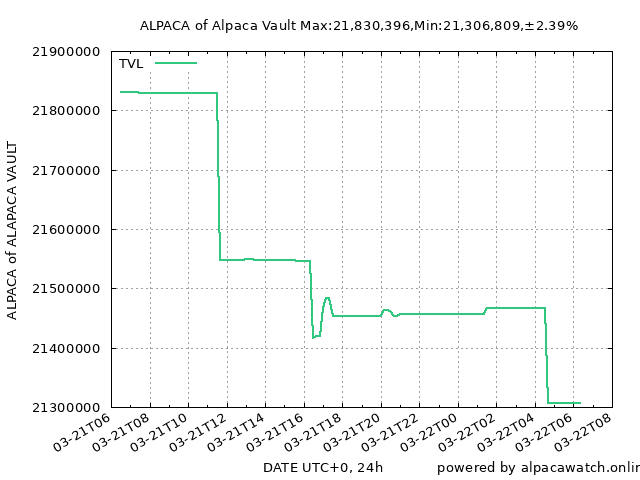 ALPACA of Alpaca Vault Max:21,830,396,Min:21,306,809,±2.39%
21900000
21800000
21700000
21600000
21500000
21400000
21300000
TVL
ALPACA of ALAPACA VAULT
03-21T06
03-21T08
03-21T10
03-21T12
03-21T14
03-21T16
03-21T18
03-21T20
03-21T22
03-22T00
03-22T02
03-22T04
03-22T06
03-22T08
DATE UTC+0, 24h
powered by alpacawatch.onlin